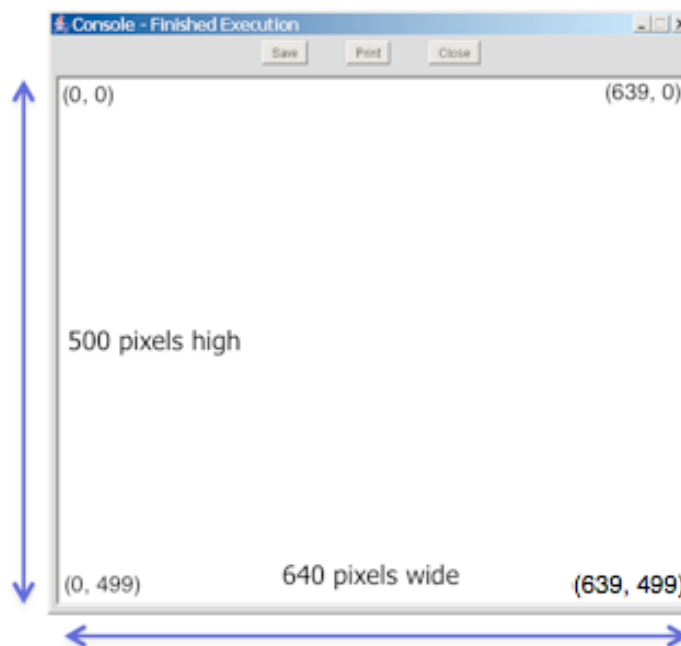 Console - Finished Execution
Save Print Close
(0, 0) (639, 0)
500 pixels high
640 pixels wide
(0, 499) (639, 499)